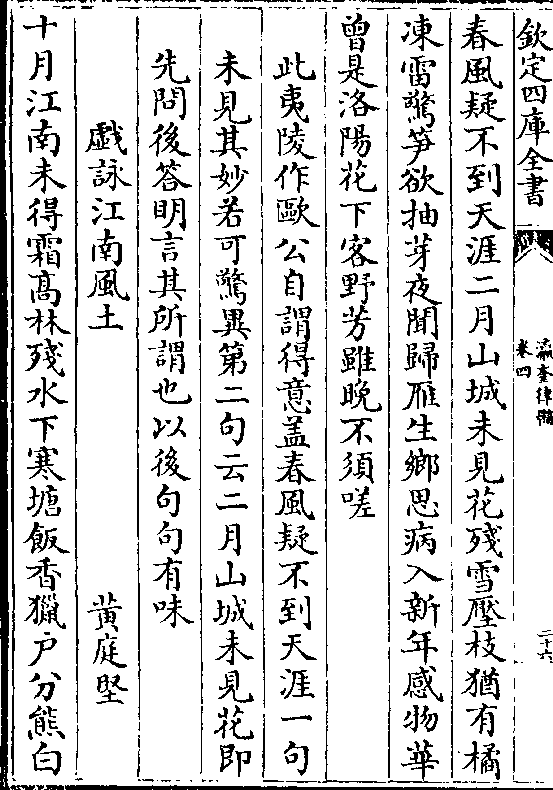 欽定四庫全書
瀛奎律髓
卷四
二十六
春風疑不到天涯二月山城未見花殘雪壓枝猶有橘
凍雷驚笋欲抽芽夜聞歸雁生鄉思病入新年感物華
曾是洛陽花下客野芳雖晚不須嗟
此夷陵作歐公自謂得意盖春風疑不到天涯一句
未見其妙若可驚異第二句云二月山城未見花即
先問後答明言其所謂也以後句句有味
戲詠江南風土
黄庭堅
十月江南未得霜髙林殘水下寒塘飯香獵户分熊白